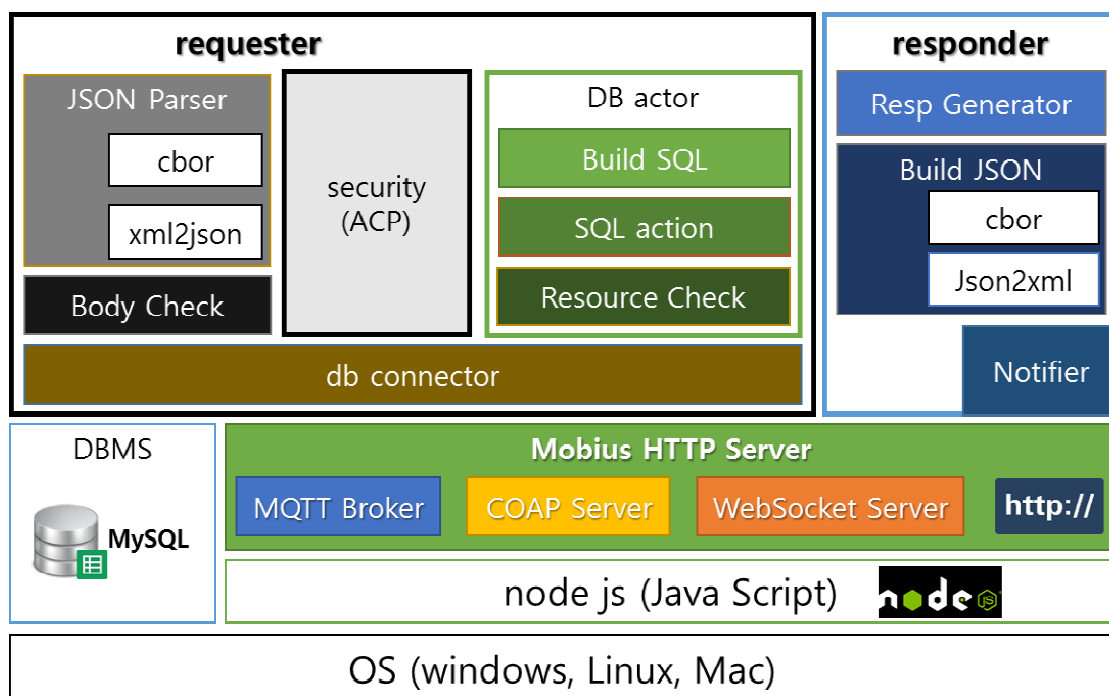 requester
JSON Parser
cbor
xml2json
Body Check
security
(ACP)
DB actor
Build SQL
SQL action
Resource Check
db connector
responder
Resp Generator
Build JSON
cbor
Json2xml
Notifier
DBMS
MySQL
Mobius HTTP Server
MQTT Broker
COAP Server
WebSocket Server
http://
node js (Java Script)
node JS
OS (windows, Linux, Mac)